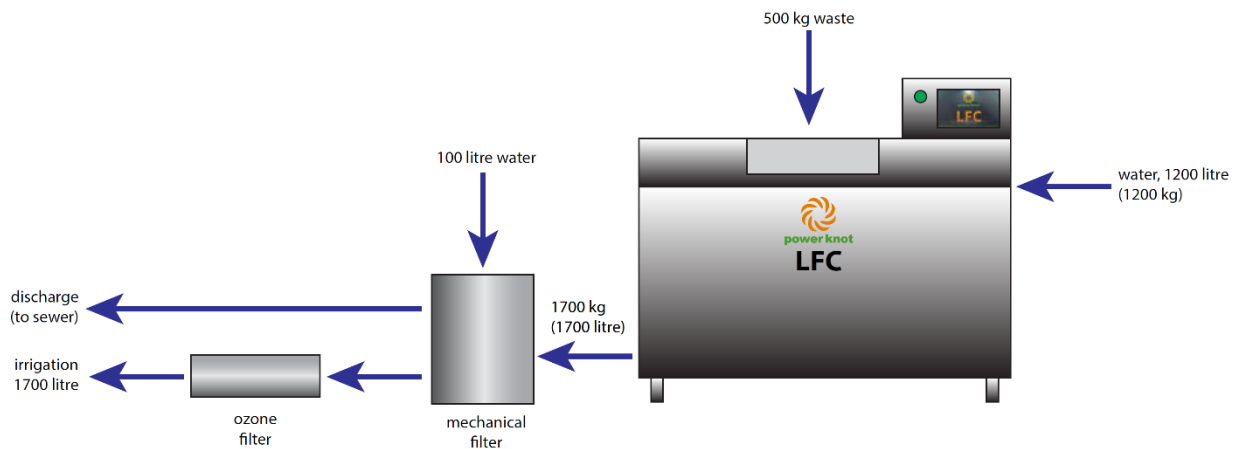 500 kg waste
LFC
100 litre water
water, 1200 litre
(1200 kg)
power knot
LFC
discharge
(to sewer)
1700 kg
(1700 litre)
irrigation
1700 litre
ozone
filter
mechanical
filter